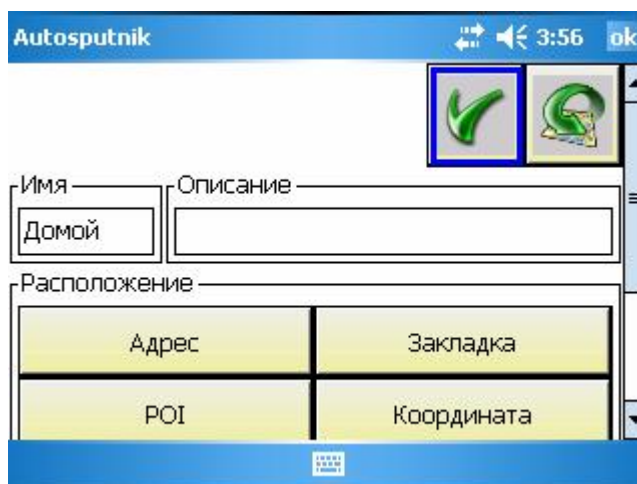 Autosputnik 3:56 ok
Имя Описание
Домой
Расположение
Адрес Закладка
POI Координата